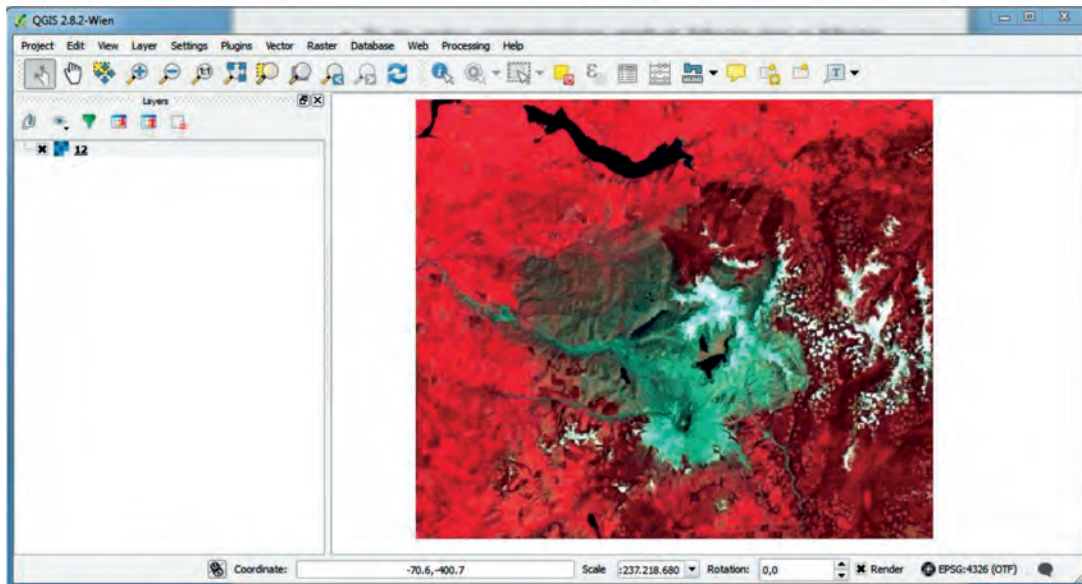 QGIS 2.8.2-Wien
Project Edit View Layer Settings Plugins Vector Raster Database Web Processing Help
Layers
12
Coordinate: -70.6,-400.7 Scale :237.218.680 Rotation: 0,0 Render EPSG:4326 (OTF)